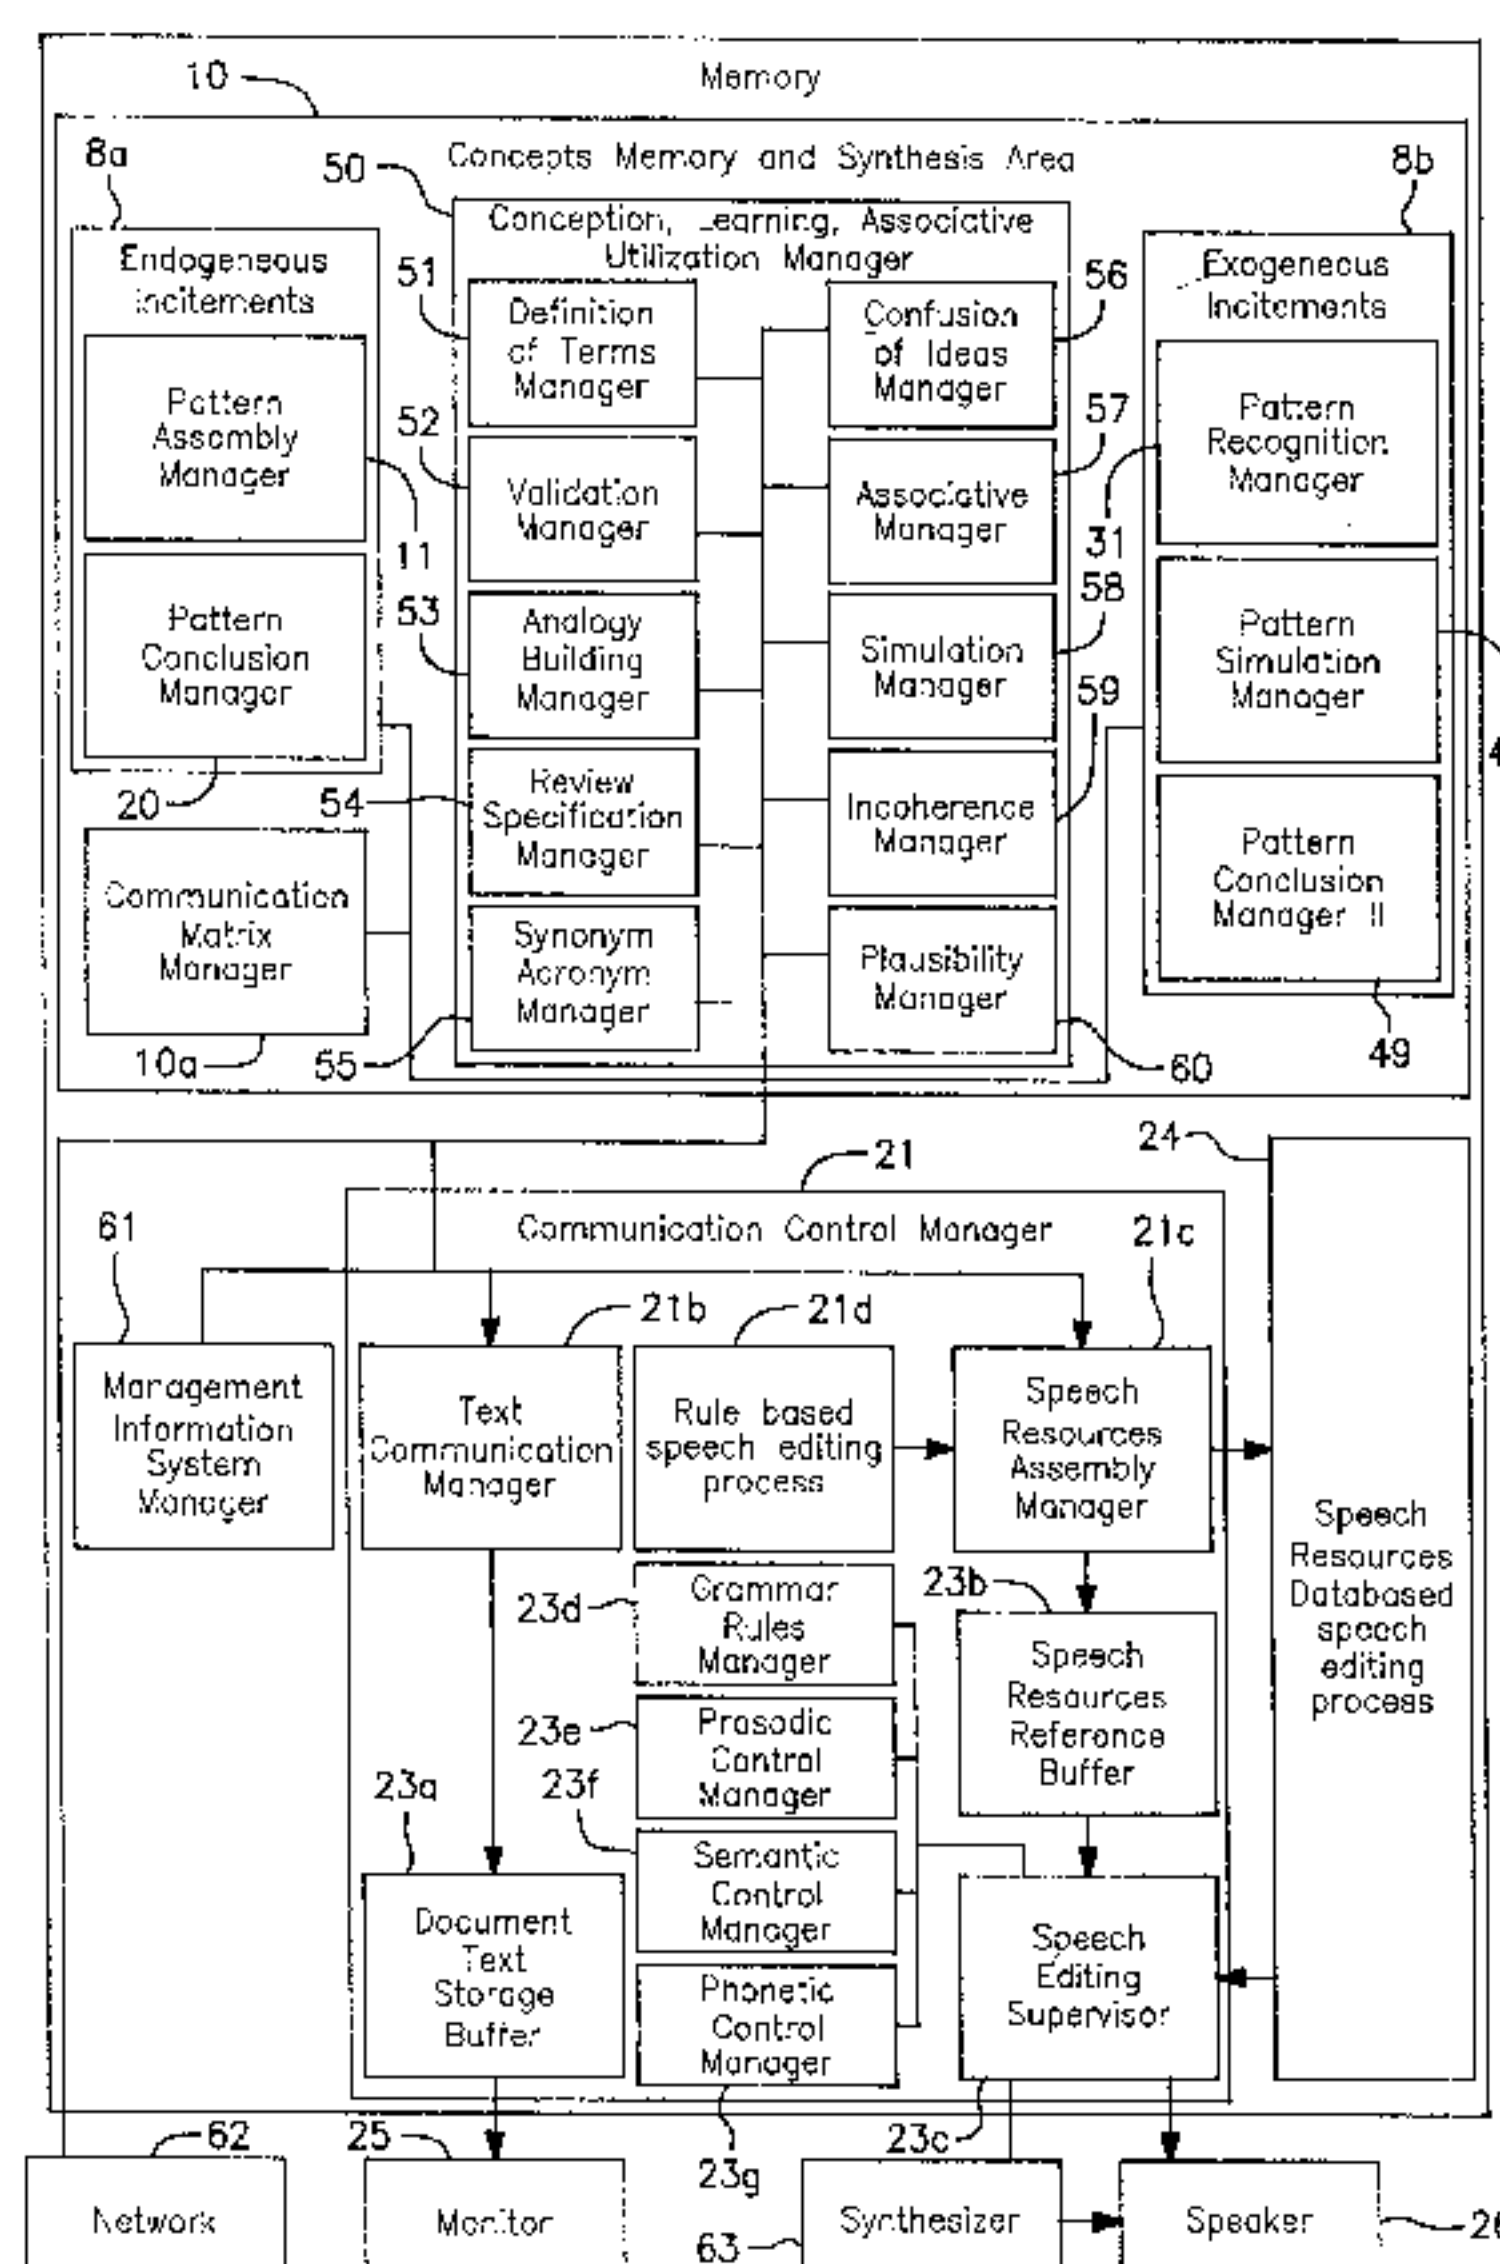 Memory
10
Concepts Memory and Synthesis Area
8a
50
8b
Endogeneous
Incitements
Pattern
Assembly
Manager
11
Pattern
Conclusion
Manager
20
Communication
Matrix
Manager
10a
Conception, Learning, Associative
Utilization Manager
51
Definition
of Terms
Manager
52
Validation
Manager
53
Analogy
Building
Manager
54
Review
Specification
Manager
55
Synonym
Acronym
Manager
56
Confusion
of Ideas
Manager
57
Associative
Manager
58
Simulation
Manager
59
Incoherence
Manager
60
Plausibility
Manager
Exogeneous
Incitements
31
Pattern
Recognition
Manager
Pattern
Simulation
Manager
Pattern
Conclusion
Manager II
49
21
24
Communication Control Manager
61
Management
Information
System
Manager
21b
Text
Communication
Manager
21d
Rule based
speech editing
process
21c
Speech
Resources
Assembly
Manager
Speech
Resources
Databased
speech
editing
process
23d
Grammar
Rules
Manager
23e
Prosodic
Control
Manager
23f
Semantic
Control
Manager
Phonetic
Control
Manager
23g
23b
Speech
Resources
Reference
Buffer
Speech
Editing
Supervisor
23c
23a
Document
Text
Storage
Buffer
62
Network
25
Monitor
63
Synthesizer
Speaker